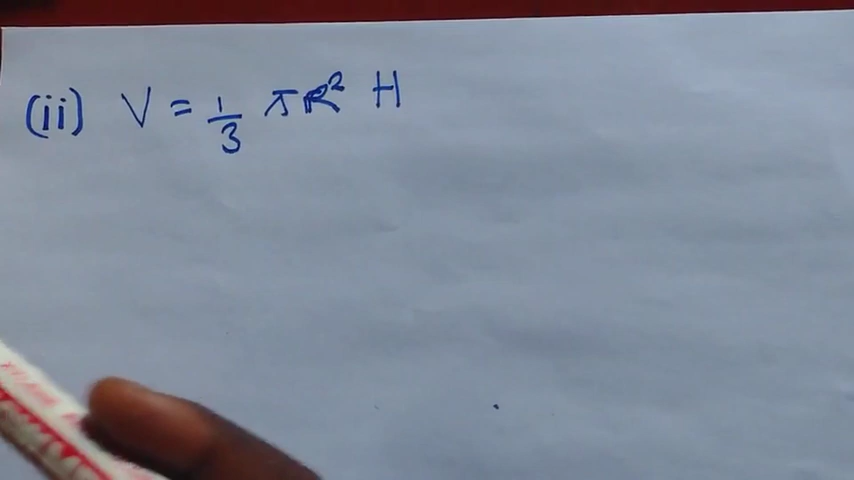 (ii) V = 1/3 πR² H